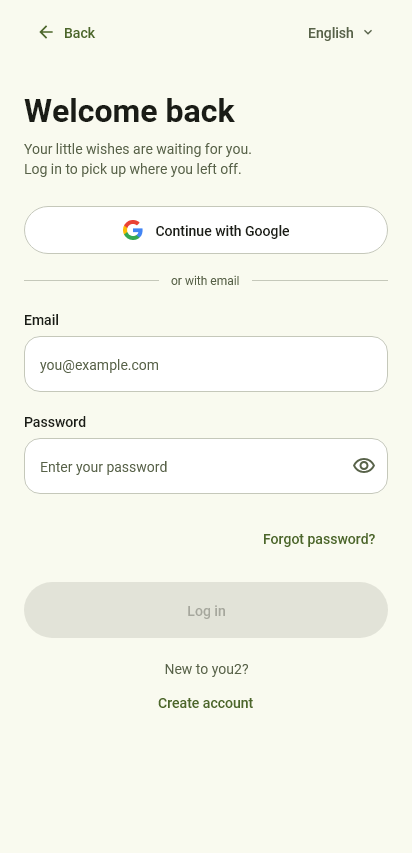 Back
English
Welcome back
Your little wishes are waiting for you.
Log in to pick up where you left off.
Continue with Google
or with email
Email
you@example.com
Password
Enter your password
Forgot password?
Log in
New to you2?
Create account